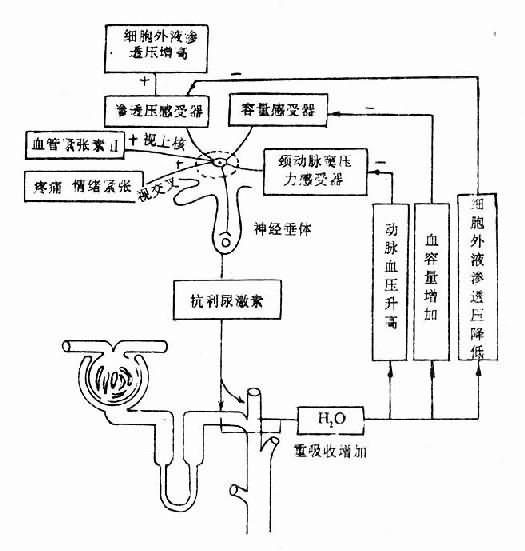 细胞外液渗
透压增高
+
−
渗透压感受器
容量感受器
−
血管紧张素II
+ 视上核
+
疼痛 情绪紧张
视交叉
颈动脉窦压
力感受器
−
神经垂体
抗利尿激素
动脉血压升高
血容量增加
细胞外液渗透压降低
H₂O
重吸收增加